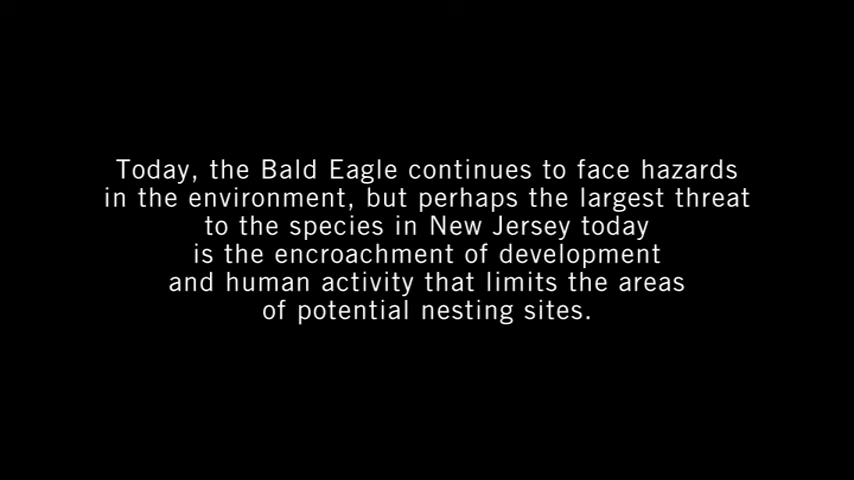 Today, the Bald Eagle continues to face hazards
in the environment, but perhaps the largest threat
to the species in New Jersey today
is the encroachment of development
and human activity that limits the areas
of potential nesting sites.